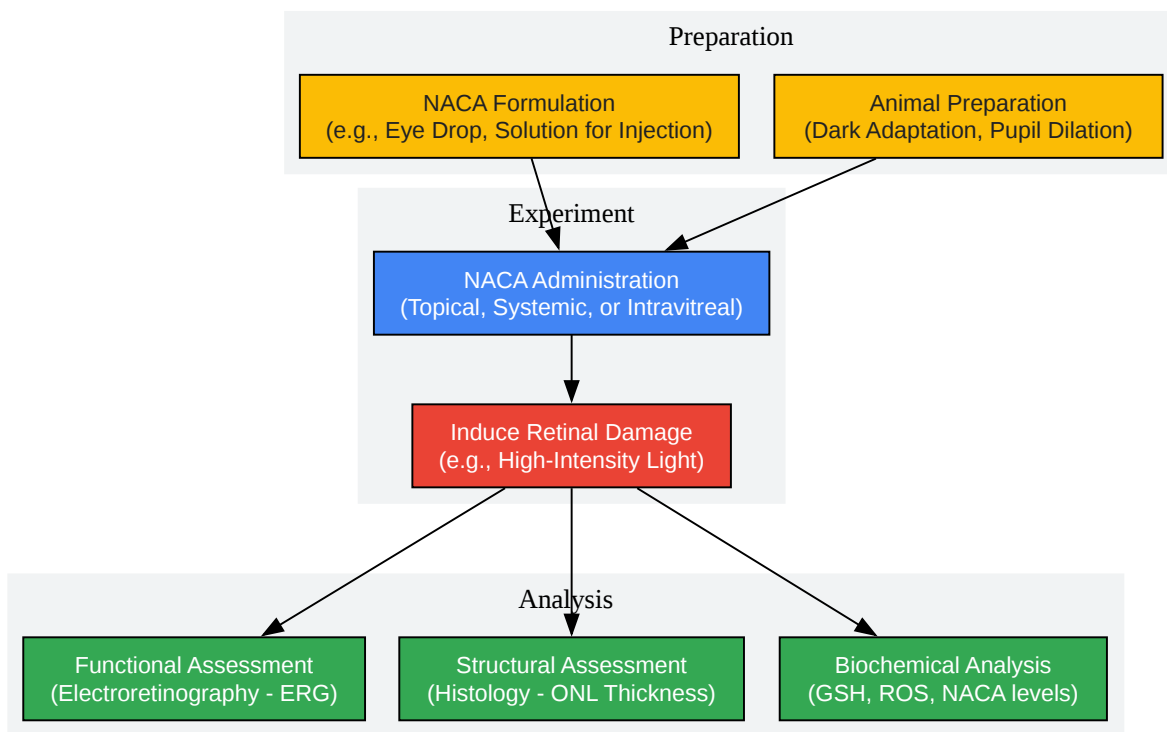 Preparation
NACA Formulation
(e.g., Eye Drop, Solution for Injection)
Animal Preparation
(Dark Adaptation, Pupil Dilation)
Experiment
NACA Administration
(Topical, Systemic, or Intravitreal)
Induce Retinal Damage
(e.g., High-Intensity Light)
Analysis
Functional Assessment
(Electroretinography - ERG)
Structural Assessment
(Histology - ONL Thickness)
Biochemical Analysis
(GSH, ROS, NACA levels)